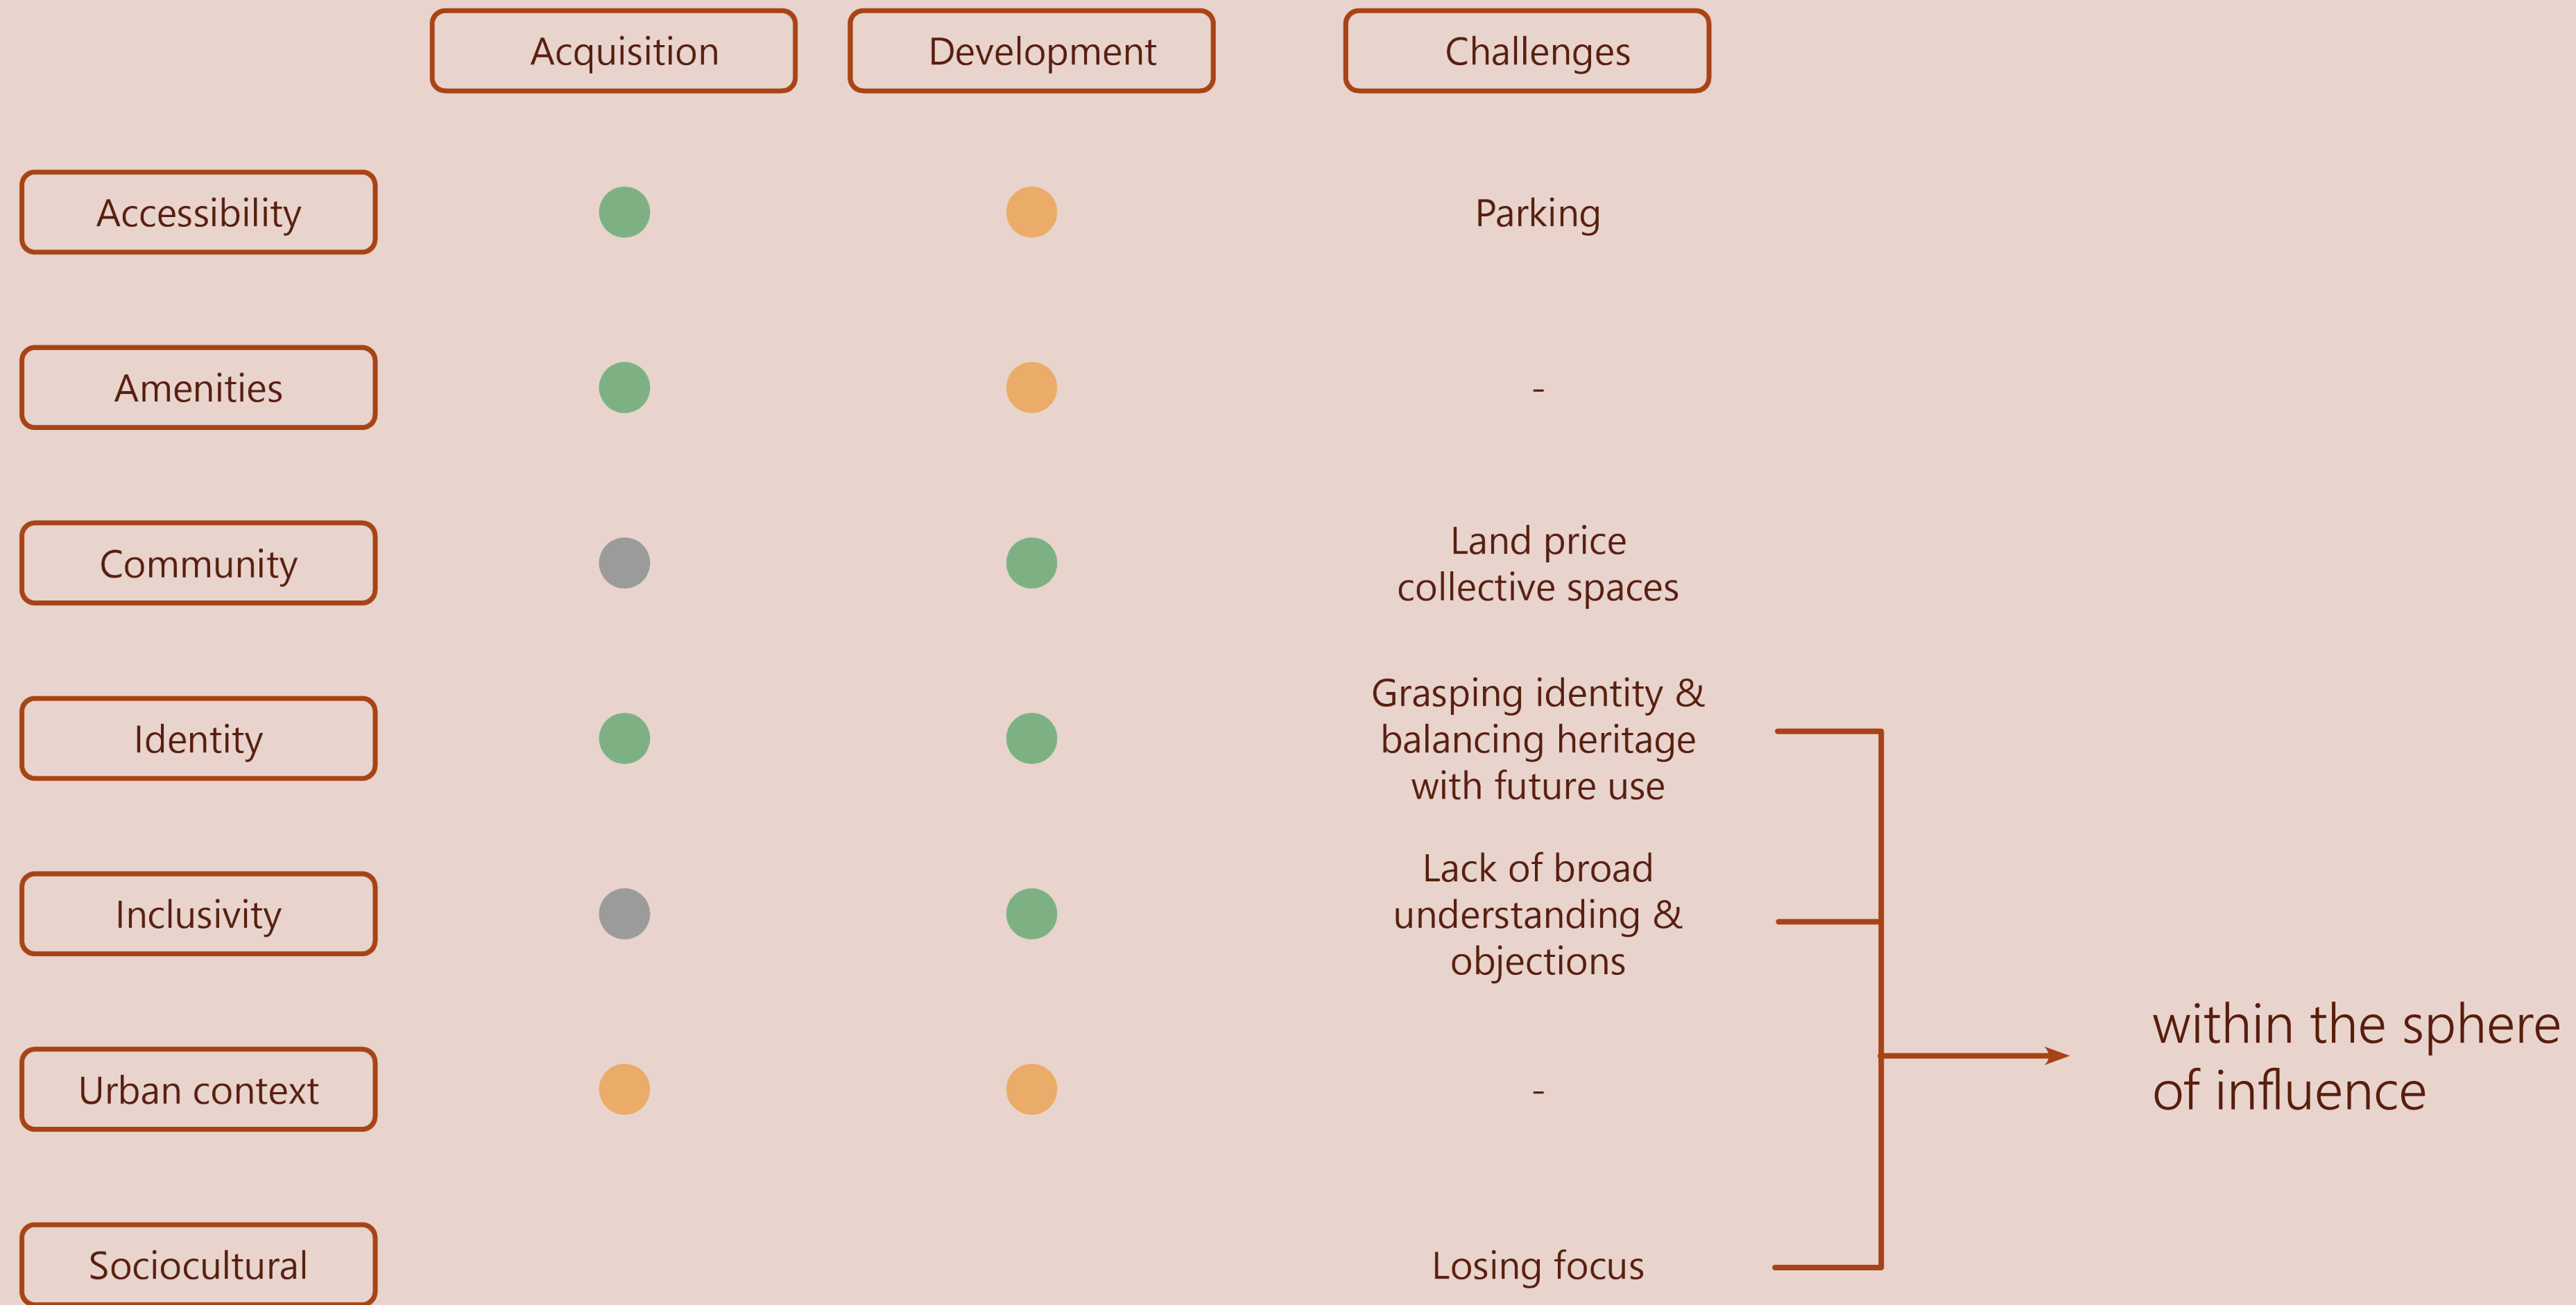 Acquisition
Development
Challenges
Accessibility
Parking
Amenities
-
Community
Land price
collective spaces
Identity
Grasping identity &
balancing heritage
with future use
Inclusivity
Lack of broad
understanding &
objections
Urban context
-
within the sphere
of influence
Sociocultural
Losing focus